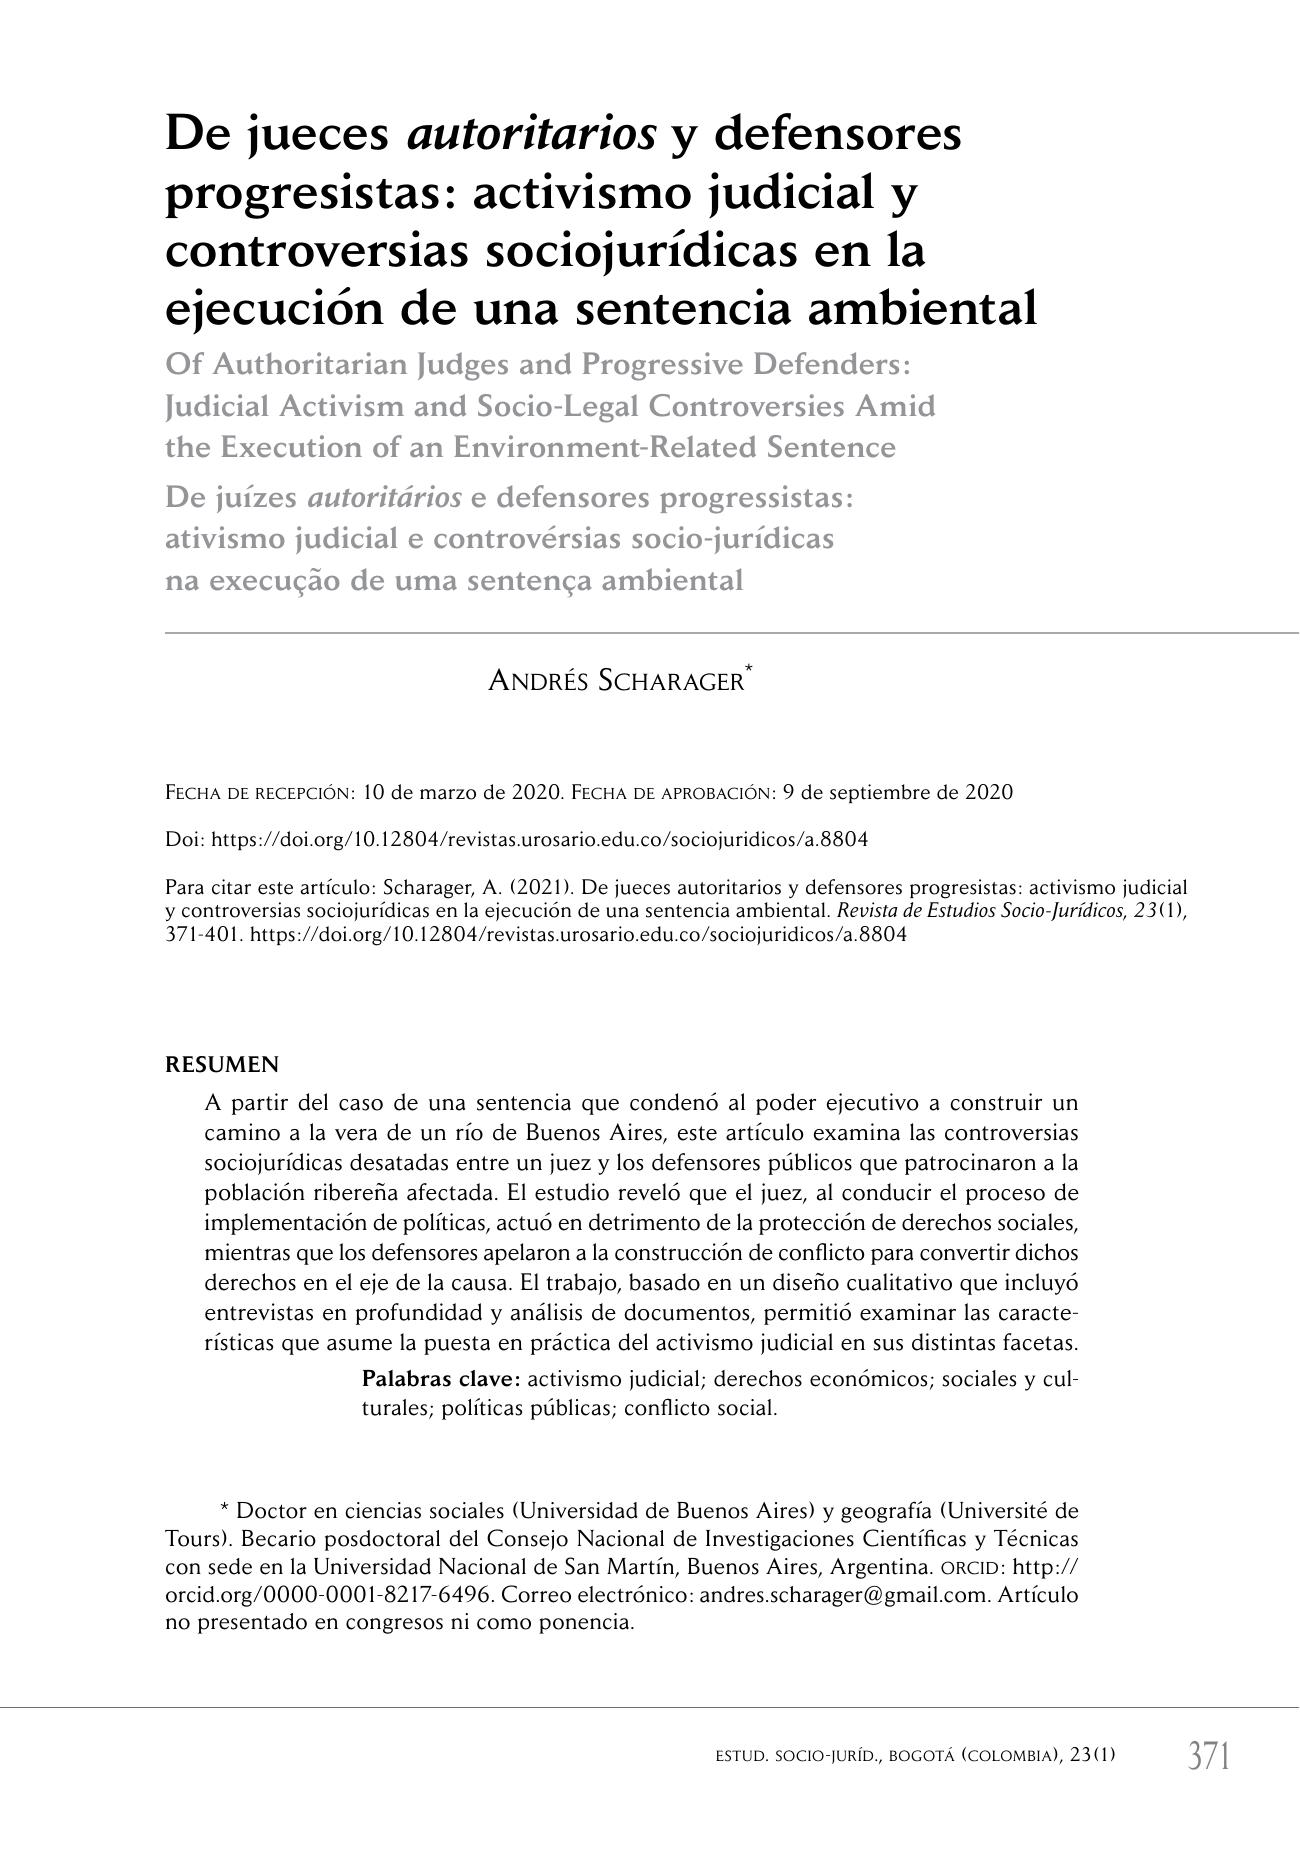 De jueces autoritarios y defensores
progresistas: activismo judicial y
controversias sociojurídicas en la
ejecución de una sentencia ambiental
Of Authoritarian Judges and Progressive Defenders:
Judicial Activism and Socio-Legal Controversies Amid
the Execution of an Environment-Related Sentence
De juízes autoritários e defensores progressistas:
ativismo judicial e controvérsias socio-jurídicas
na execução de uma sentença ambiental
Andrés Scharager*
Fecha de recepción: 10 de marzo de 2020. Fecha de aprobación: 9 de septiembre de 2020
Doi: https://doi.org/10.12804/revistas.urosario.edu.co/sociojuridicos/a.8804
Para citar este artículo: Scharager, A. (2021). De jueces autoritarios y defensores progresistas: activismo judicial
y controversias sociojurídicas en la ejecución de una sentencia ambiental. Revista de Estudios Socio-Jurídicos, 23(1),
371-401. https://doi.org/10.12804/revistas.urosario.edu.co/sociojuridicos/a.8804
RESUMEN
A partir del caso de una sentencia que condenó al poder ejecutivo a construir un
camino a la vera de un río de Buenos Aires, este artículo examina las controversias
sociojurídicas desatadas entre un juez y los defensores públicos que patrocinaron a la
población ribereña afectada. El estudio reveló que el juez, al conducir el proceso de
implementación de políticas, actuó en detrimento de la protección de derechos sociales,
mientras que los defensores apelaron a la construcción de conflicto para convertir dichos
derechos en el eje de la causa. El trabajo, basado en un diseño cualitativo que incluyó
entrevistas en profundidad y análisis de documentos, permitió examinar las caracte-
rísticas que asume la puesta en práctica del activismo judicial en sus distintas facetas.
Palabras clave: activismo judicial; derechos económicos; sociales y cul-
turales; políticas públicas; conflicto social.
* Doctor en ciencias sociales (Universidad de Buenos Aires) y geografía (Université de
Tours). Becario posdoctoral del Consejo Nacional de Investigaciones Científicas y Técnicas
con sede en la Universidad Nacional de San Martín, Buenos Aires, Argentina. ORCID: http://
orcid.org/0000-0001-8217-6496. Correo electrónico: andres.scharager@gmail.com. Artículo
no presentado en congresos ni como ponencia.
estud. socio-juríd., bogotá (colombia), 23(1) 371